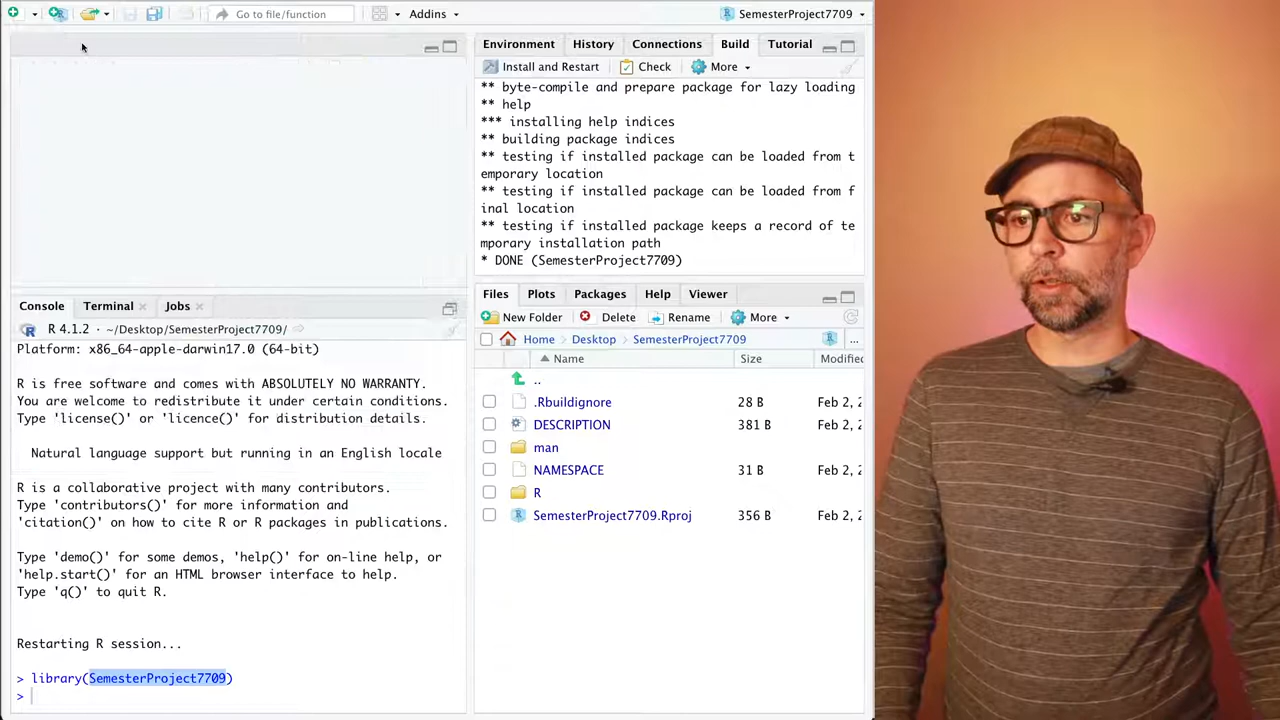 Go to file/function
Addins
SemesterProject7709
Environment
History
Connections
Build
Tutorial
Install and Restart
Check
More
** byte-compile and prepare package for lazy loading
** help
*** installing help indices
** building package indices
** testing if installed package can be loaded from t
emporary location
** testing if installed package can be loaded from f
inal location
** testing if installed package keeps a record of te
mporary installation path
* DONE (SemesterProject7709)
Console
Terminal
Jobs
R 4.1.2 · ~/Desktop/SemesterProject7709/
Platform: x86_64-apple-darwin17.0 (64-bit)
R is free software and comes with ABSOLUTELY NO WARRANTY.
You are welcome to redistribute it under certain conditions.
Type 'license()' or 'licence()' for distribution details.
Natural language support but running in an English locale
R is a collaborative project with many contributors.
Type 'contributors()' for more information and
'citation()' on how to cite R or R packages in publications.
Type 'demo()' for some demos, 'help()' for on-line help, or
'help.start()' for an HTML browser interface to help.
Type 'q()' to quit R.
Restarting R session...
> library(SemesterProject7709)
>
Files
Plots
Packages
Help
Viewer
New Folder
Delete
Rename
More
Home
Desktop
SemesterProject7709
...
Name
Size
Modified
..
.Rbuildignore
28 B
Feb 2, 2
DESCRIPTION
381 B
Feb 2, 2
man
NAMESPACE
31 B
Feb 2, 2
R
SemesterProject7709.Rproj
356 B
Feb 2, 2